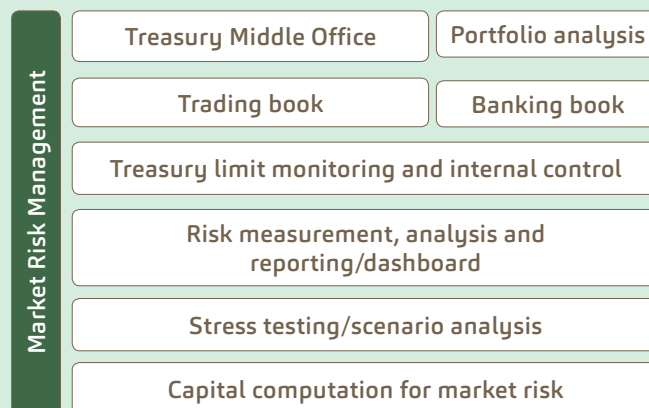 Market Risk Management
Treasury Middle Office
Portfolio analysis
Trading book
Banking book
Treasury limit monitoring and internal control
Risk measurement, analysis and
reporting/dashboard
Stress testing/scenario analysis
Capital computation for market risk